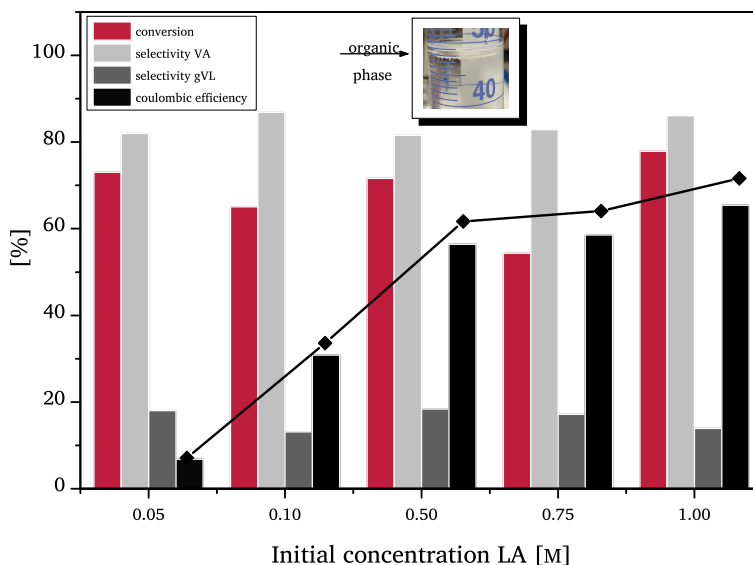 100
80
60
40
20
0
[%]
conversion
selectivity VA
selectivity gVL
coulombic efficiency
organic
phase
40
0.05 0.10 0.50 0.75 1.00
Initial concentration LA [M]